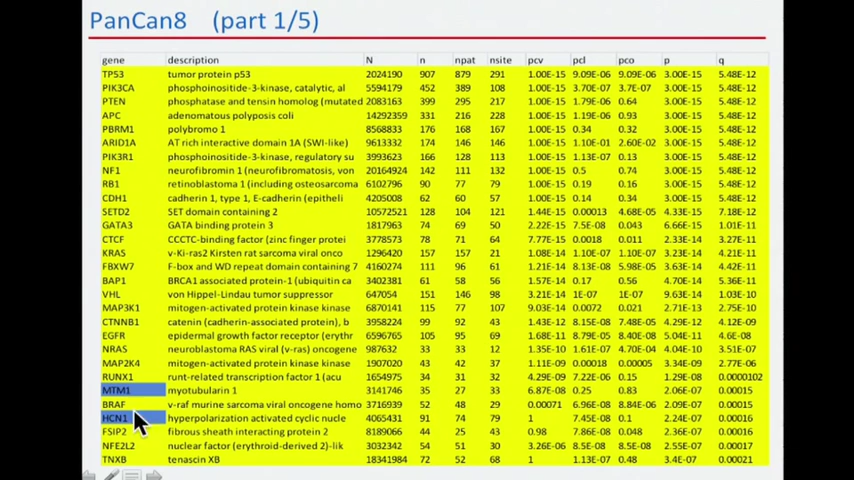 PanCan8 (part 1/5)
gene description N n npat nsite pcv pcl pco p q
TP53 tumor protein p53 2024190 907 879 291 1.00E-15 9.09E-06 9.09E-06 3.00E-15 5.48E-12
PIK3CA phosphoinositide-3-kinase, catalytic, al 5594179 452 389 108 1.00E-15 3.70E-07 3.7E-07 3.00E-15 5.48E-12
PTEN phosphatase and tensin homolog (mutated 2083163 399 295 217 1.00E-15 1.79E-06 0.64 3.00E-15 5.48E-12
APC adenomatous polyposis coli 14292359 331 216 228 1.00E-15 1.19E-06 0.93 3.00E-15 5.48E-12
PBRM1 polybromo 1 8568833 176 168 167 1.00E-15 0.34 0.32 3.00E-15 5.48E-12
ARID1A AT rich interactive domain 1A (SWI-like) 9613332 174 146 146 1.00E-15 1.10E-01 2.60E-02 3.00E-15 5.48E-12
PIK3R1 phosphoinositide-3-kinase, regulatory su 3993623 166 128 113 1.00E-15 1.13E-07 0.13 3.00E-15 5.48E-12
NF1 neurofibromin 1 (neurofibromatosis, von 20164924 142 111 132 1.00E-15 0.5 0.74 3.00E-15 5.48E-12
RB1 retinoblastoma 1 (including osteosarcoma 6102796 90 77 79 1.00E-15 0.19 0.16 3.00E-15 5.48E-12
CDH1 cadherin 1, type 1, E-cadherin (epitheli 4205008 62 60 57 1.00E-15 0.14 0.34 3.00E-15 5.48E-12
SETD2 SET domain containing 2 10572521 128 104 121 1.44E-15 0.00013 4.68E-05 4.33E-15 7.18E-12
GATA3 GATA binding protein 3 1817963 74 69 50 2.22E-15 7.5E-08 0.043 6.66E-15 1.01E-11
CTCF CCCTC-binding factor (zinc finger protei 3778573 78 71 64 7.77E-15 0.0018 0.011 2.33E-14 3.27E-11
KRAS v-Ki-ras2 Kirsten rat sarcoma viral onco 1296420 157 157 21 1.08E-14 1.10E-07 1.10E-07 3.23E-14 4.21E-11
FBXW7 F-box and WD repeat domain containing 7 4160274 111 96 61 1.21E-14 8.13E-08 5.98E-05 3.63E-14 4.42E-11
BAP1 BRCA1 associated protein-1 (ubiquitin ca 3402381 61 58 56 1.57E-14 0.17 0.56 4.70E-14 5.36E-11
VHL von Hippel-Lindau tumor suppressor 647054 151 146 98 3.21E-14 1E-07 1E-07 9.63E-14 1.03E-10
MAP3K1 mitogen-activated protein kinase kinase 6870141 115 77 107 9.03E-14 0.0072 0.021 2.71E-13 2.75E-10
CTNNB1 catenin (cadherin-associated protein), b 3958224 99 92 43 1.43E-12 8.15E-08 7.48E-05 4.29E-12 4.12E-09
EGFR epidermal growth factor receptor (erythr 6596765 105 95 69 1.68E-11 8.79E-05 8.40E-08 5.04E-11 4.6E-08
NRAS neuroblastoma RAS viral (v-ras) oncogene 987632 33 33 12 1.35E-10 1.61E-07 4.70E-04 4.04E-10 3.51E-07
MAP2K4 mitogen-activated protein kinase kinase 1907020 43 42 37 1.11E-09 0.00018 0.00005 3.34E-09 2.77E-06
RUNX1 runt-related transcription factor 1 (acu 1654975 34 31 32 4.29E-09 7.22E-06 0.15 1.29E-08 0.0000102
MTM1 myotubularin 1 3141746 35 27 33 6.87E-08 0.25 0.83 2.06E-07 0.00015
BRAF v-raf murine sarcoma viral oncogene homo 3716939 52 48 29 0.00071 6.96E-08 8.84E-06 2.09E-07 0.00015
HCN1 hyperpolarization activated cyclic nucle 4065431 91 74 79 1 7.45E-08 0.1 2.24E-07 0.00016
FSIP2 fibrous sheath interacting protein 2 8189066 44 25 43 0.98 7.86E-08 0.048 2.36E-07 0.00016
NFE2L2 nuclear factor (erythroid-derived 2)-lik 3032342 54 51 30 3.26E-06 8.5E-08 8.5E-08 2.55E-07 0.00017
TNXB tenascin XB 18341984 72 52 68 1 1.13E-07 0.48 3.4E-07 0.00021